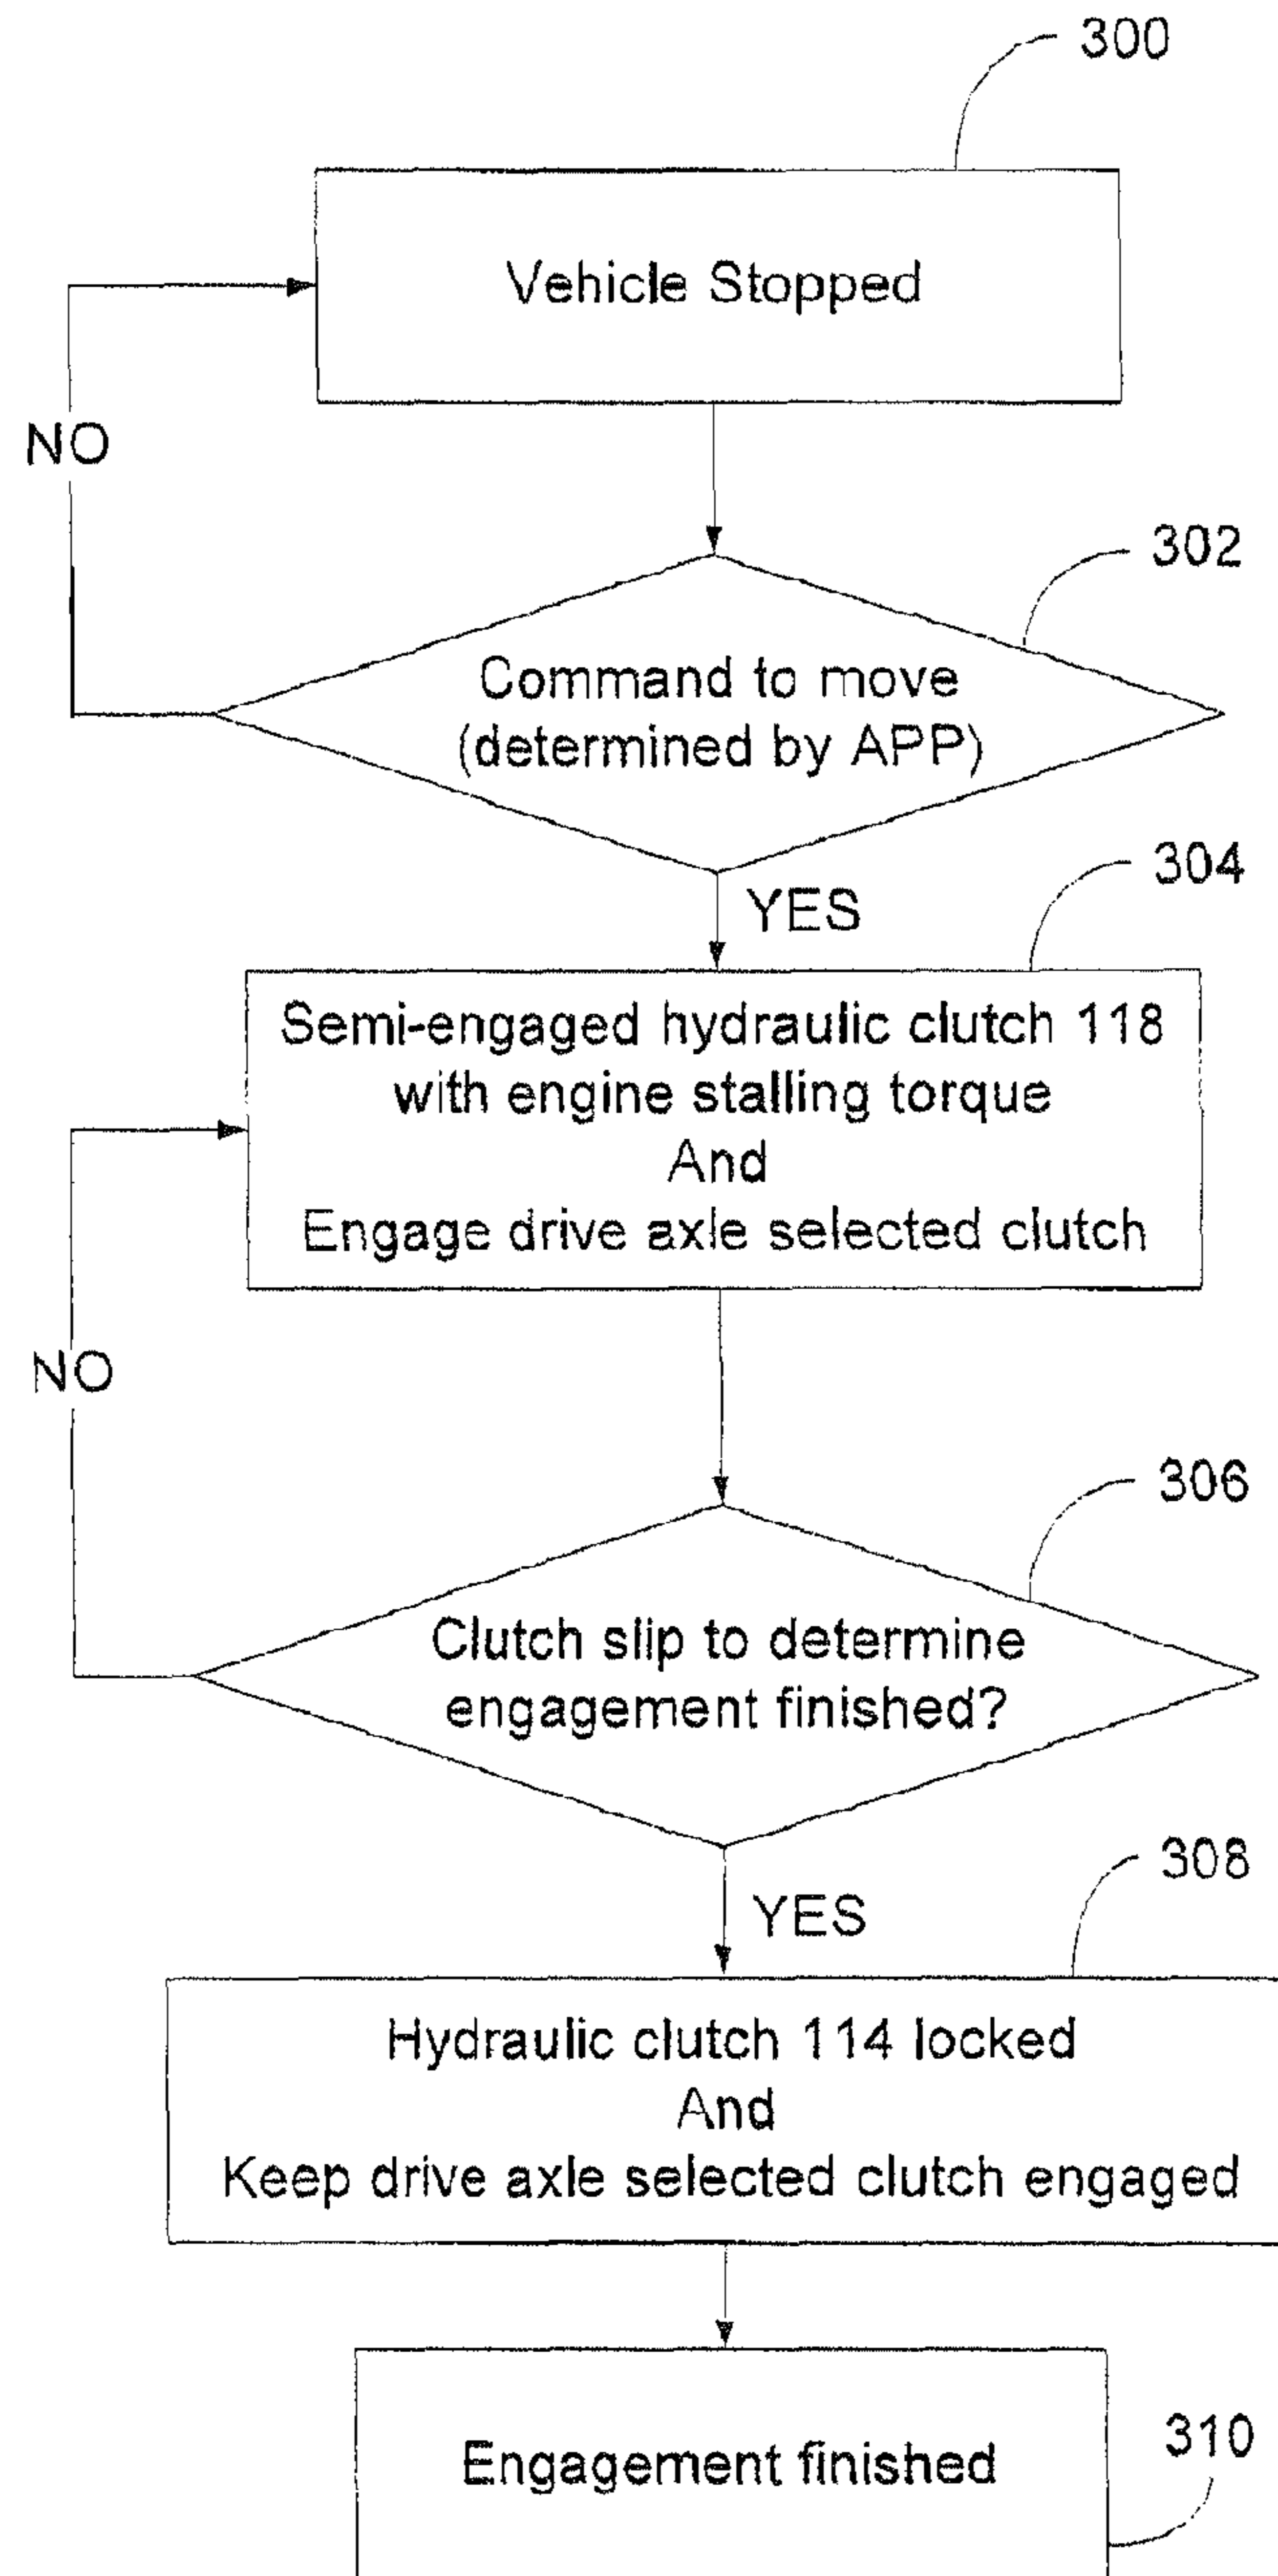 300
Vehicle Stopped
NO
302
Command to move
(determined by APP)
304
YES
Semi-engaged hydraulic clutch 118
with engine stalling torque
And
Engage drive axle selected clutch
NO
306
Clutch slip to determine
engagement finished?
308
YES
Hydraulic clutch 114 locked
And
Keep drive axle selected clutch engaged
310
Engagement finished